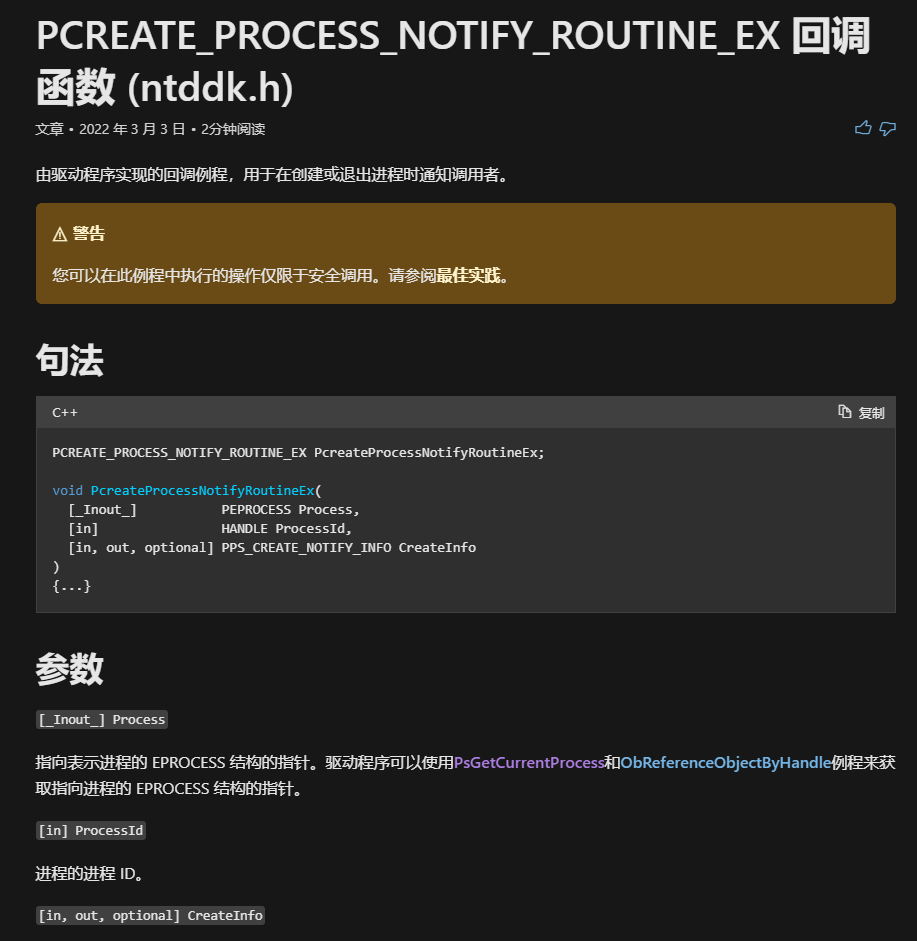 PCREATE_PROCESS_NOTIFY_ROUTINE_EX 回调
函数 (ntddk.h)
文章 • 2022 年 3 月 3 日 • 2分钟阅读
由驱动程序实现的回调例程，用于在创建或退出进程时通知调用者。
警告
您可以在此例程中执行的操作仅限于安全调用。请参阅最佳实践。
句法
C++ 复制
PCREATE_PROCESS_NOTIFY_ROUTINE_EX PcreateProcessNotifyRoutineEx;
void PcreateProcessNotifyRoutineEx(
[_Inout_] PEPROCESS Process,
[in] HANDLE ProcessId,
[in, out, optional] PPS_CREATE_NOTIFY_INFO CreateInfo
)
{...}
参数
[_Inout_] Process
指向表示进程的 EPROCESS 结构的指针。驱动程序可以使用PsGetCurrentProcess和ObReferenceObjectByHandle例程来获
取指向进程的 EPROCESS 结构的指针。
[in] ProcessId
进程的进程 ID。
[in, out, optional] CreateInfo